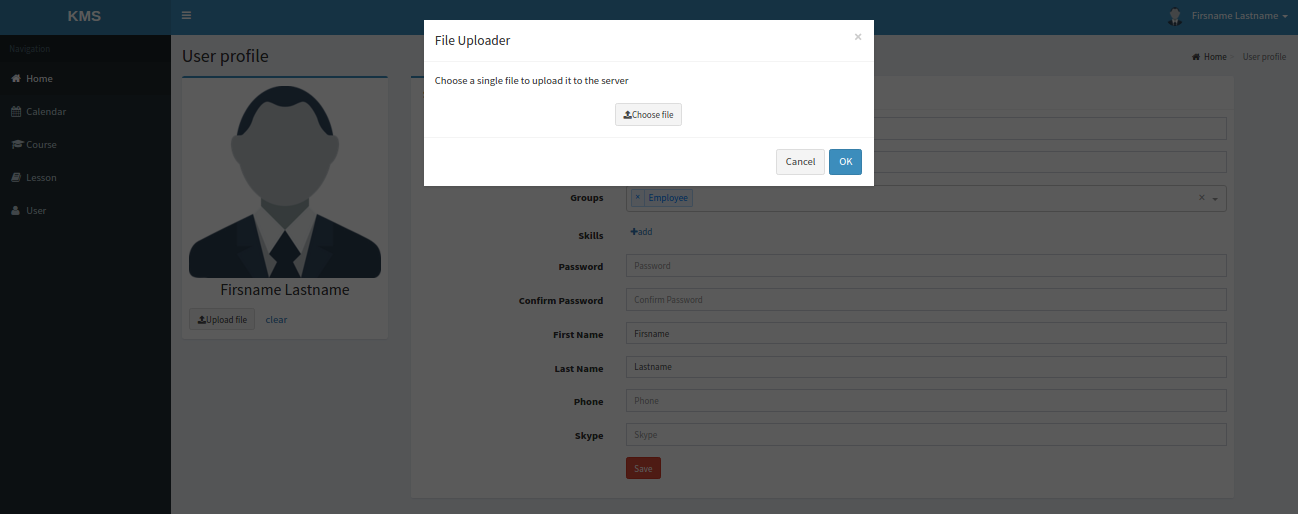 KMS
Firsname Lastname
Navigation
Home
Calendar
Course
Lesson
User
User profile
Home
User profile
Firsname Lastname
Upload file clear
File Uploader
×
Choose a single file to upload it to the server
Choose file
Cancel OK
Groups × Employee ×
Skills +add
Password Password
Confirm Password Confirm Password
First Name Firsname
Last Name Lastname
Phone Phone
Skype Skype
Save